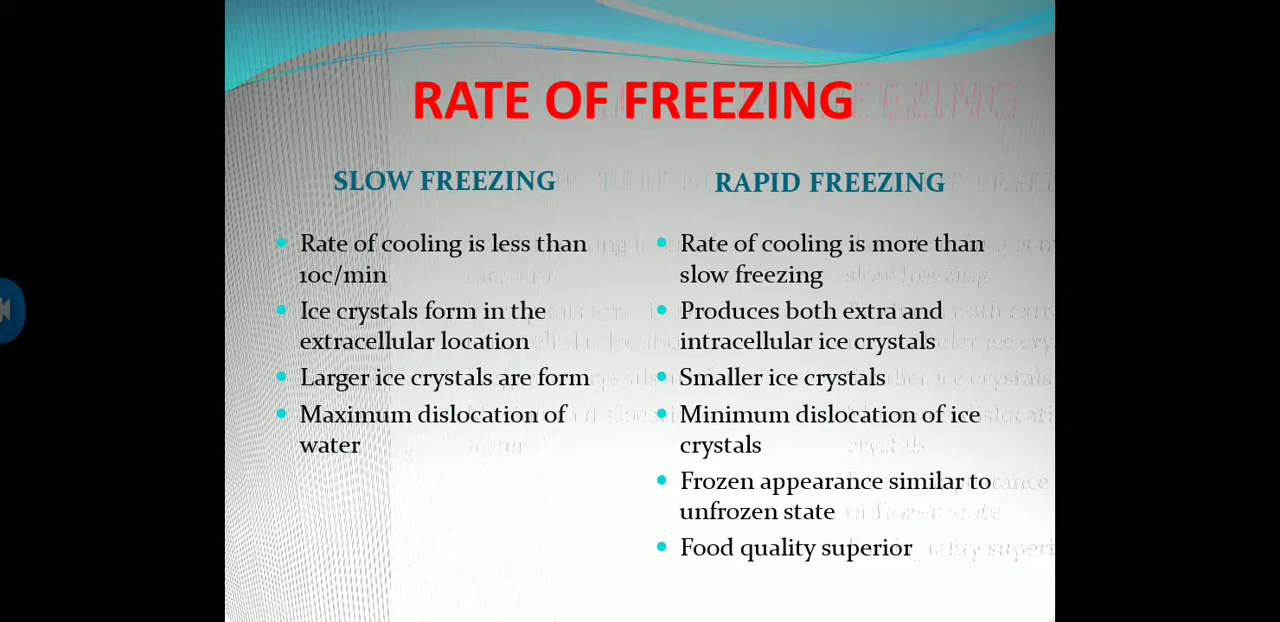 RATE OF FREEZING
SLOW FREEZING
Rate of cooling is less than
10c/min
Ice crystals form in the
extracellular location
Larger ice crystals are form
Maximum dislocation of
water
RAPID FREEZING
Rate of cooling is more than
slow freezing
Produces both extra and
intracellular ice crystals
Smaller ice crystals
Minimum dislocation of ice
crystals
Frozen appearance similar to
unfrozen state
Food quality superior